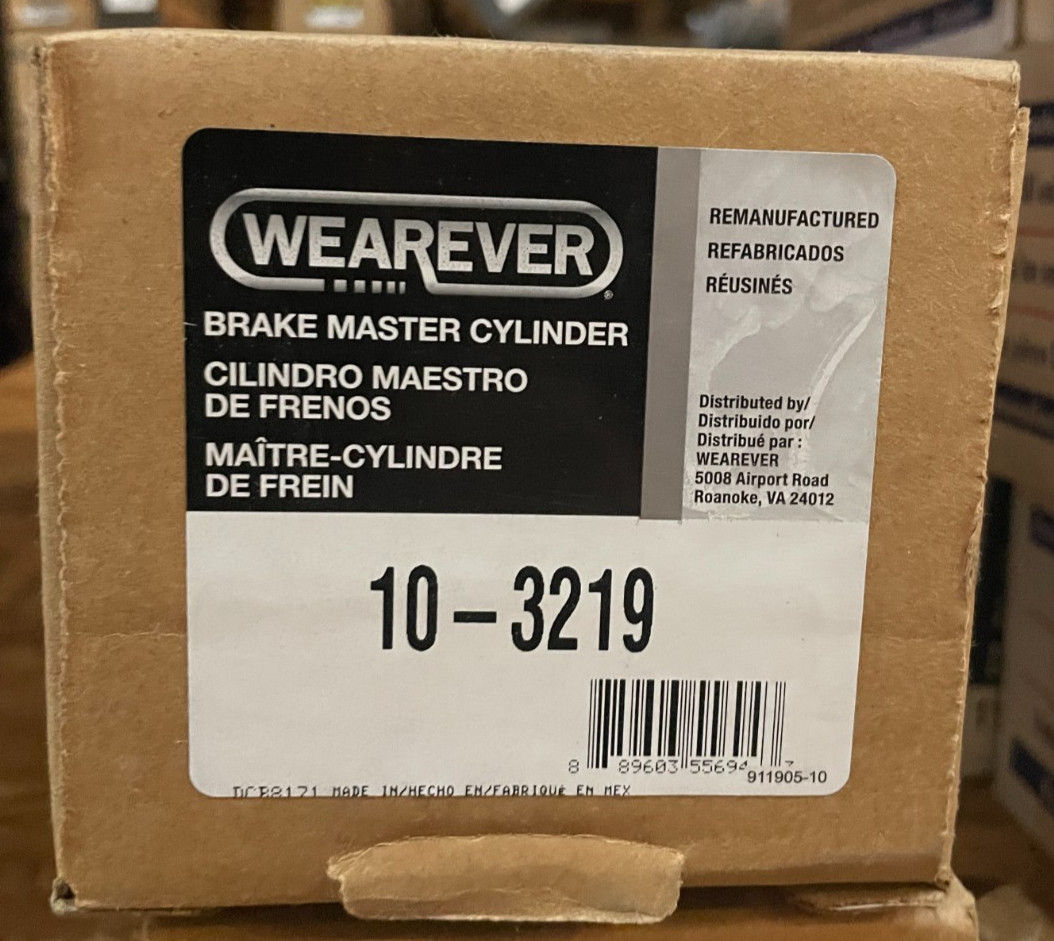 WEAREVER
®
BRAKE MASTER CYLINDER
CILINDRO MAESTRO
DE FRENOS
MAÎTRE-CYLINDRE
DE FREIN
REMANUFACTURED
REFABRICADOS
RÉUSINÉS
Distributed by/
Distribuido por/
Distribué par :
WEAREVER
5008 Airport Road
Roanoke, VA 24012
10-3219
8 89603 55694 7
911905-10
MADE IN/HECHO EN/FABRIQUÉ EN MEX